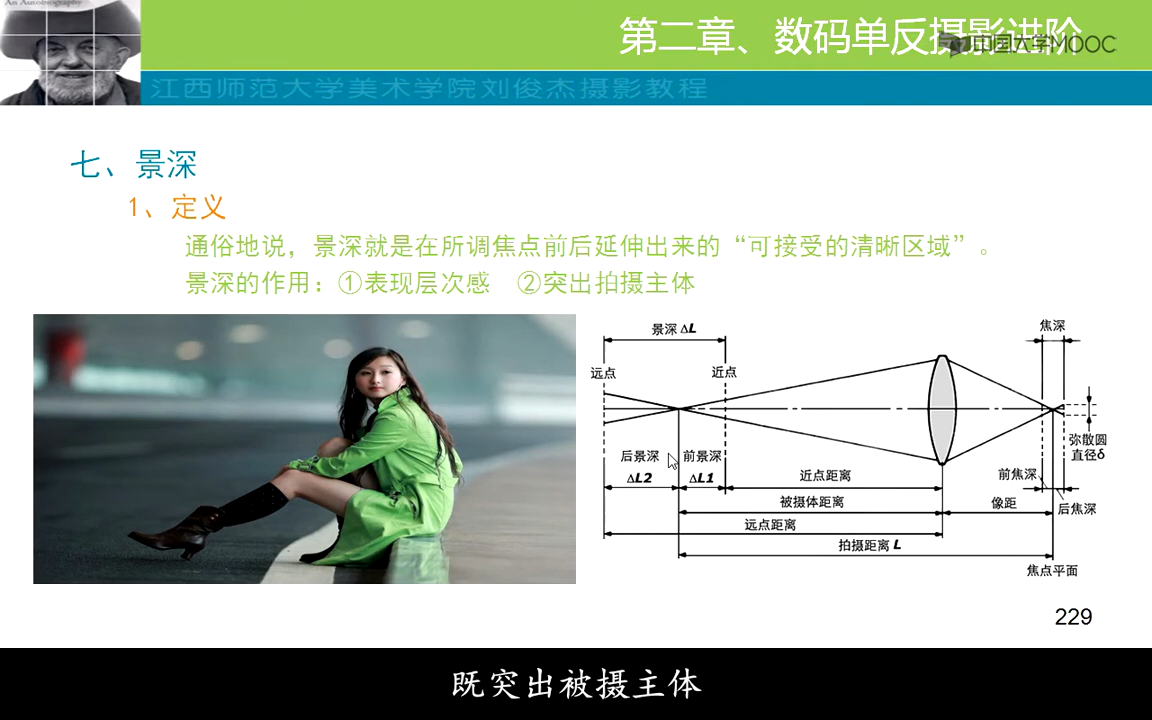 An Autobiography
第二章、数码单反摄影进阶
中国大学MOOC
江西师范大学美术学院刘俊杰摄影教程
七、景深
1、定义
通俗地说，景深就是在所调焦点前后延伸出来的“可接受的清晰区域”。
景深的作用：①表现层次感 ②突出拍摄主体
景深 ΔL
焦深
远点
近点
弥散圆
直径δ
后景深
ΔL2
前景深
ΔL1
近点距离
前焦深
被摄体距离
像距
后焦深
远点距离
拍摄距离 L
焦点平面
229
既突出被摄主体